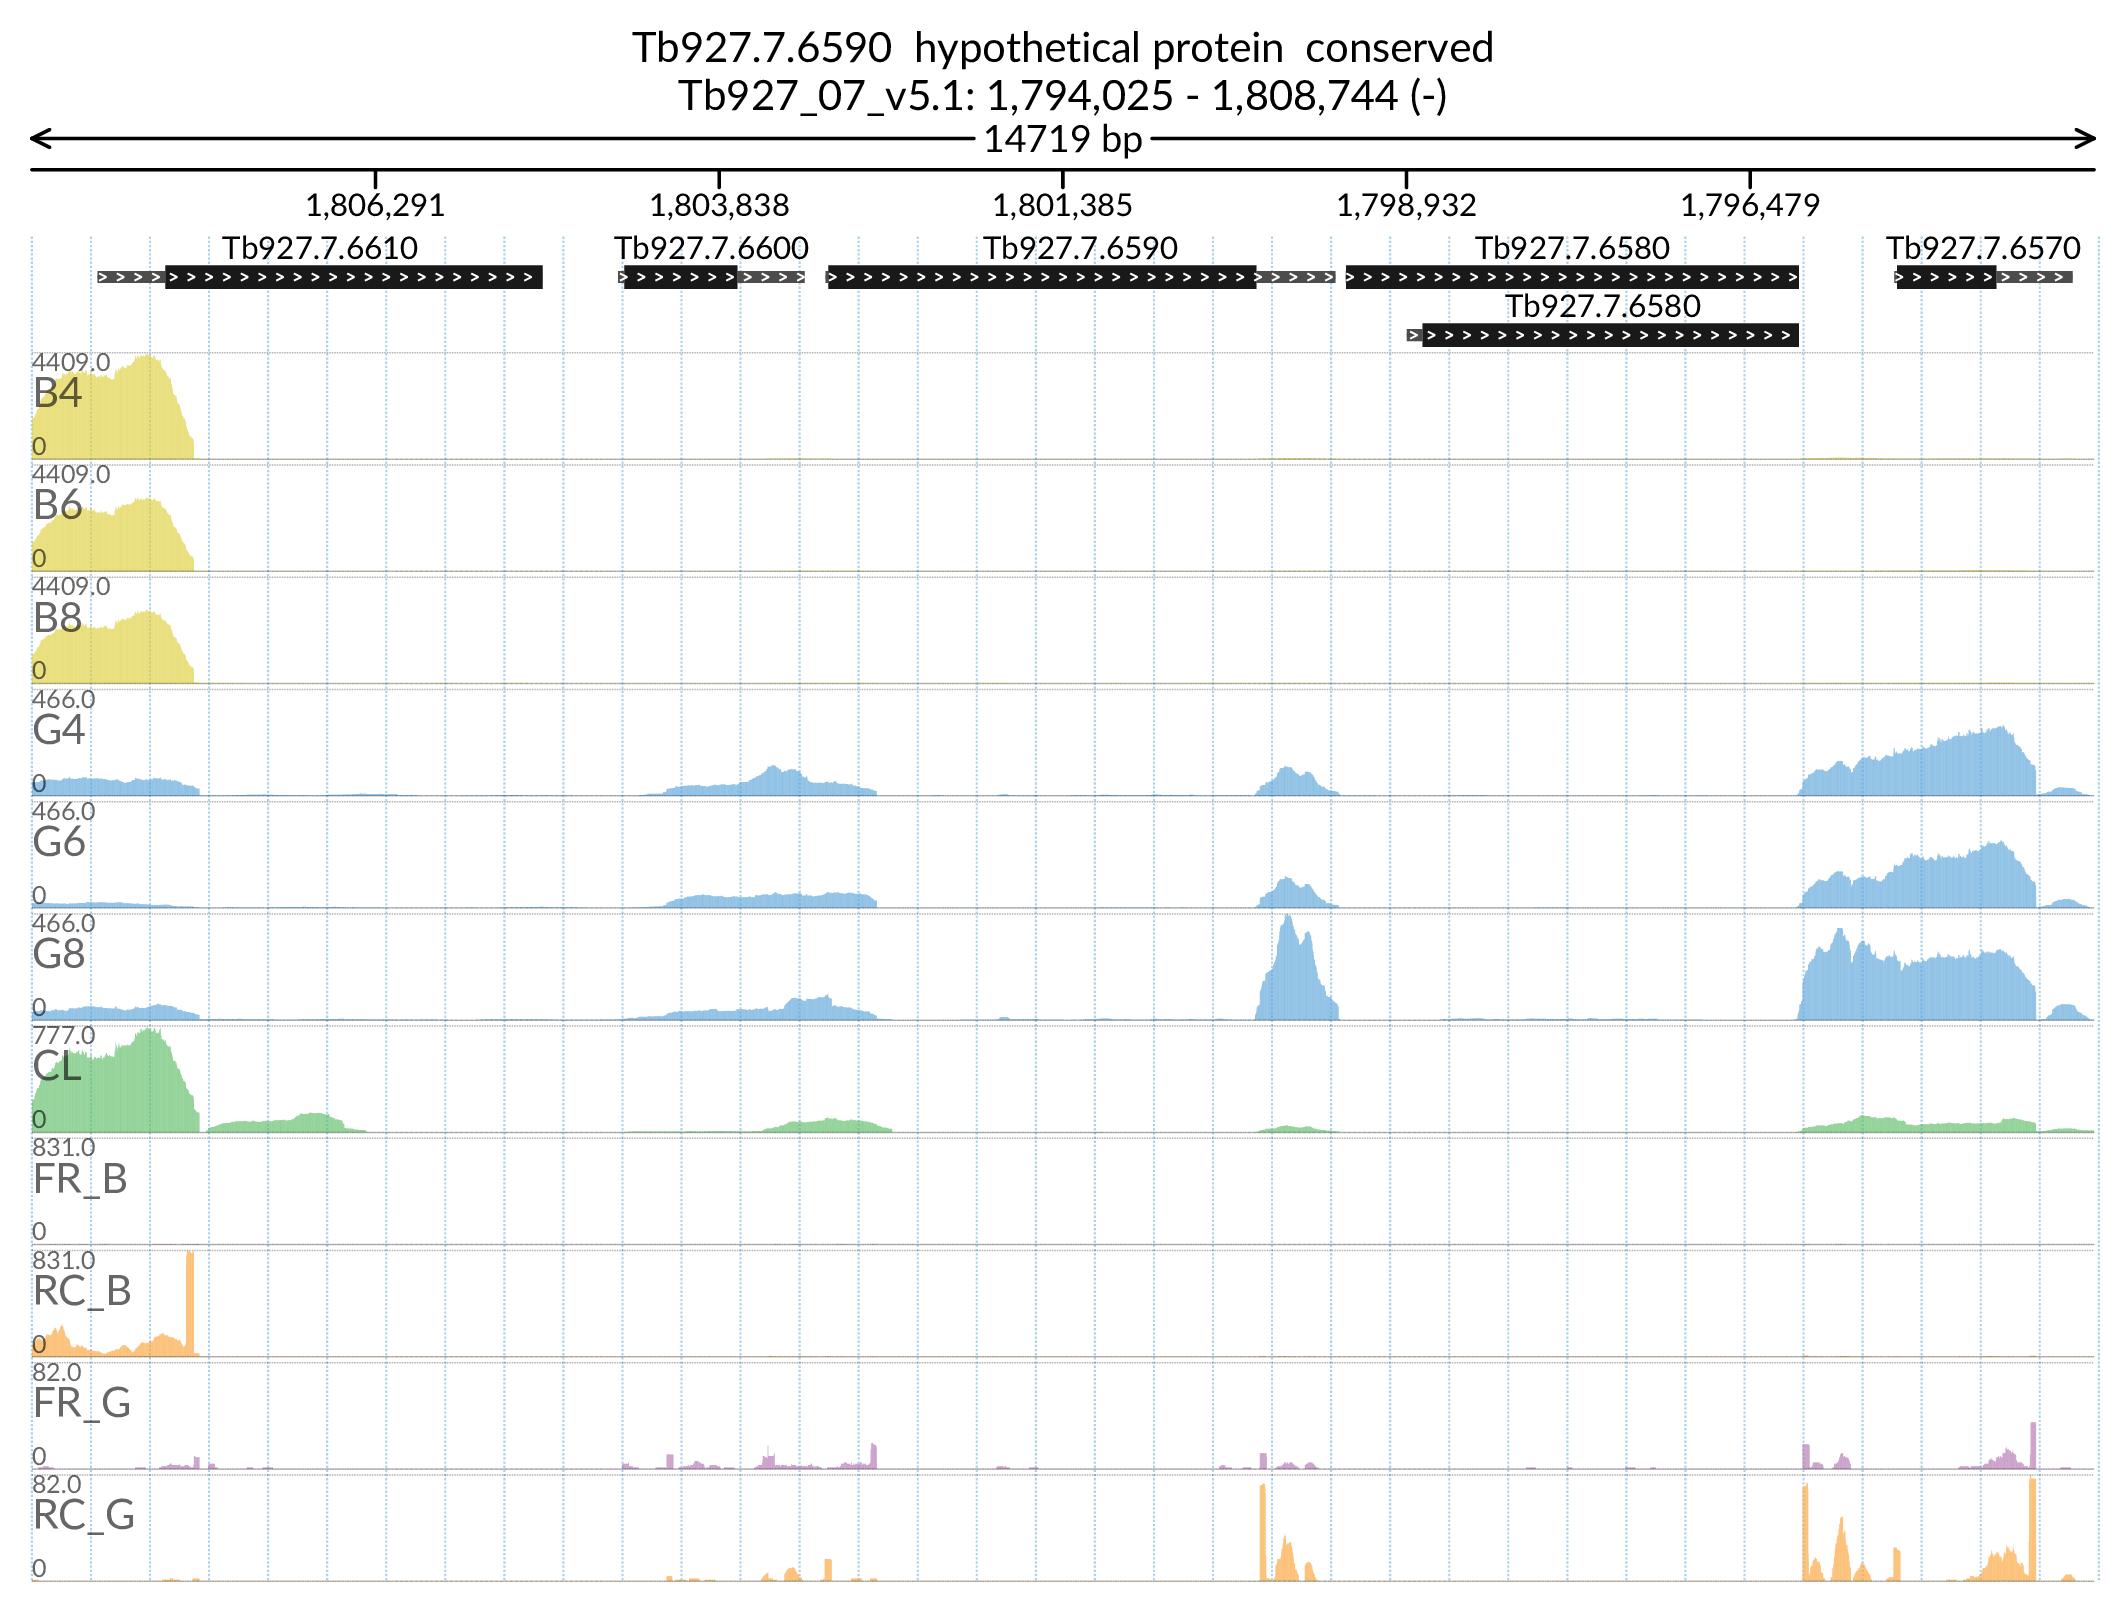 Tb927.7.6590  hypothetical protein  conserved
Tb927_07_v5.1: 1,794,025 - 1,808,744 (-)
14719 bp
1,806,291 1,803,838 1,801,385 1,798,932 1,796,479
Tb927.7.6610 Tb927.7.6600 Tb927.7.6590 Tb927.7.6580 Tb927.7.6570
Tb927.7.6580
4409.0
B4
0
4409.0
B6
0
4409.0
B8
0
466.0
G4
0
466.0
G6
0
466.0
G8
0
777.0
CL
0
831.0
FR_B
0
831.0
RC_B
0
82.0
FR_G
0
82.0
RC_G
0